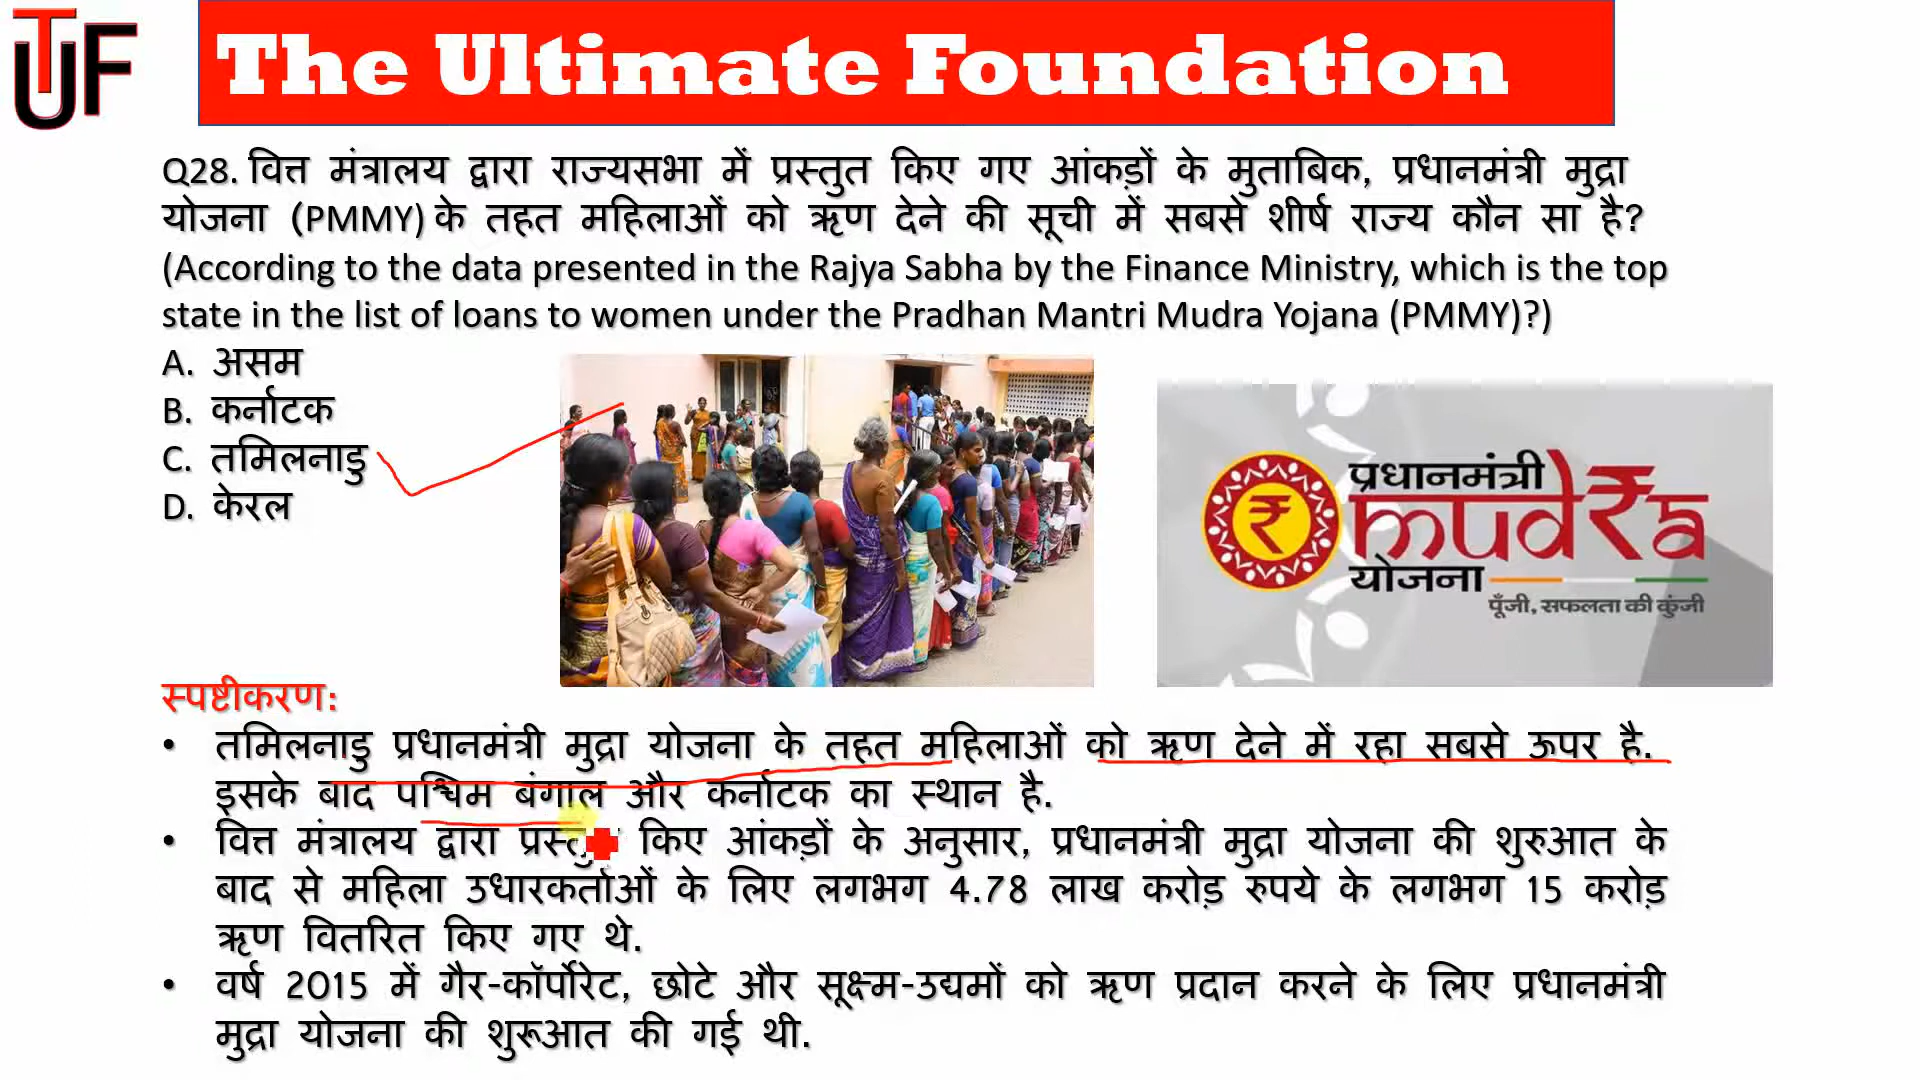 TUF
The Ultimate Foundation
Q28. वित्त मंत्रालय द्वारा राज्यसभा में प्रस्तुत किए गए आंकड़ों के मुताबिक, प्रधानमंत्री मुद्रा
योजना (PMMY) के तहत महिलाओं को ऋण देने की सूची में सबसे शीर्ष राज्य कौन सा है?
(According to the data presented in the Rajya Sabha by the Finance Ministry, which is the top
state in the list of loans to women under the Pradhan Mantri Mudra Yojana (PMMY)?)
A. असम
B. कर्नाटक
C. तमिलनाडु
D. केरल
प्रधानमंत्री
mudra
योजना
पूँजी, सफलता की कुंजी
स्पष्टीकरण:
• तमिलनाडु प्रधानमंत्री मुद्रा योजना के तहत महिलाओं को ऋण देने में रहा सबसे ऊपर है.
इसके बाद पश्चिम बंगाल और कर्नाटक का स्थान है.
• वित्त मंत्रालय द्वारा किए आंकड़ों के अनुसार, प्रधानमंत्री मुद्रा योजना की शुरुआत के
बाद से महिला उधारकर्ताओं के लिए लगभग 4.78 लाख करोड़ रुपये के लगभग 15 करोड़
ऋण वितरित किए गए थे.
• वर्ष 2015 में गैर-कॉर्पोरेट, छोटे और सूक्ष्म-उद्यमों को ऋण प्रदान करने के लिए प्रधानमंत्री
मुद्रा योजना की शुरूआत की गई थी.